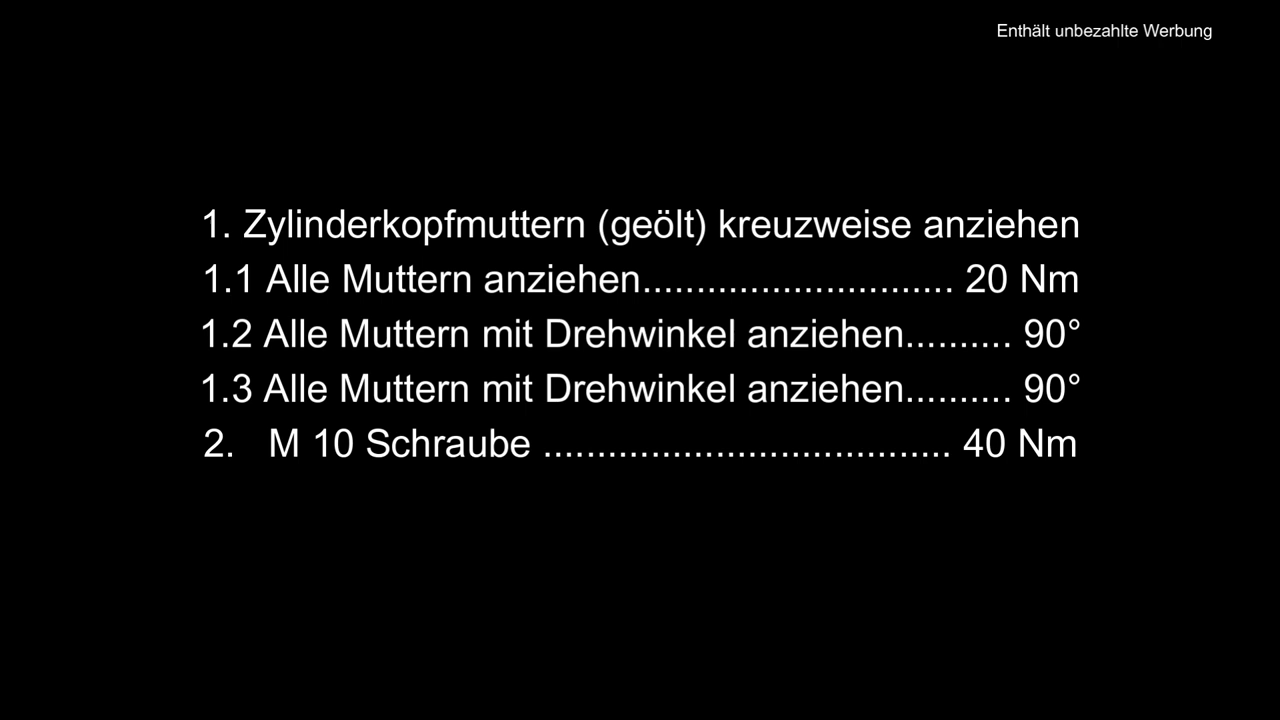 Enthält unbezahlte Werbung
1. Zylinderkopfmuttern (geölt) kreuzweise anziehen
1.1 Alle Muttern anziehen............................. 20 Nm
1.2 Alle Muttern mit Drehwinkel anziehen.......... 90°
1.3 Alle Muttern mit Drehwinkel anziehen.......... 90°
2. M 10 Schraube ...................................... 40 Nm